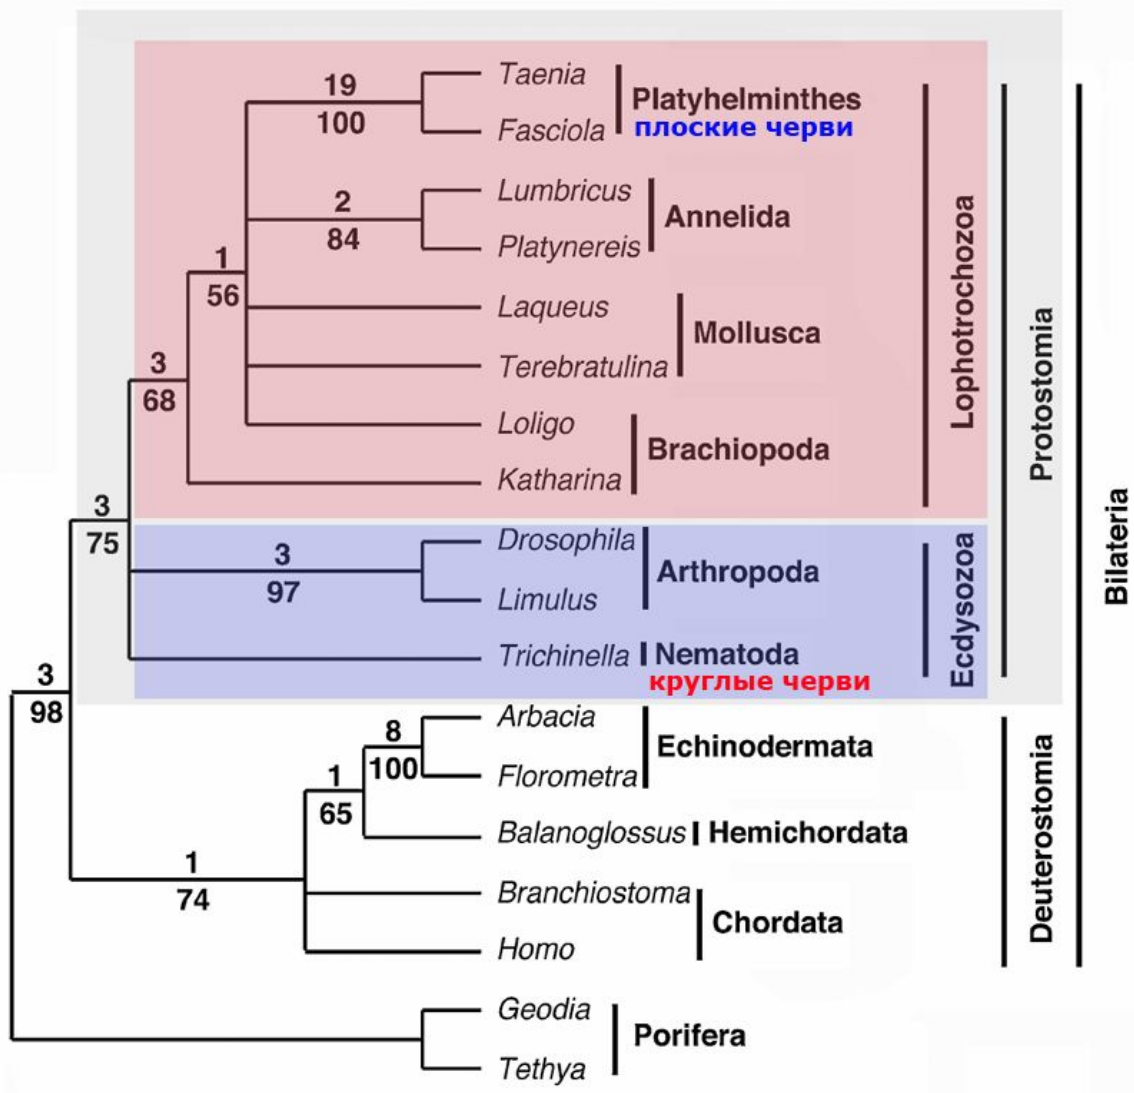 Taenia
19
Platyhelminthes
100
Fasciola
плоские черви
Lumbricus
2
Annelida
84
Platynereis
1
56
Laqueus
Mollusca
3
68
Terebratulina
Loligo
Brachiopoda
Katharina
Lophotrochozoa
3
75
Drosophila
3
Arthropoda
97
Limulus
Trichinella
Nematoda
круглые черви
Ecdysozoa
Protostomia
3
98
Arbacia
8
Echinodermata
100
Florometra
1
65
Balanoglossus
Hemichordata
1
74
Branchiostoma
Chordata
Homo
Deuterostomia
Bilateria
Geodia
Porifera
Tethya